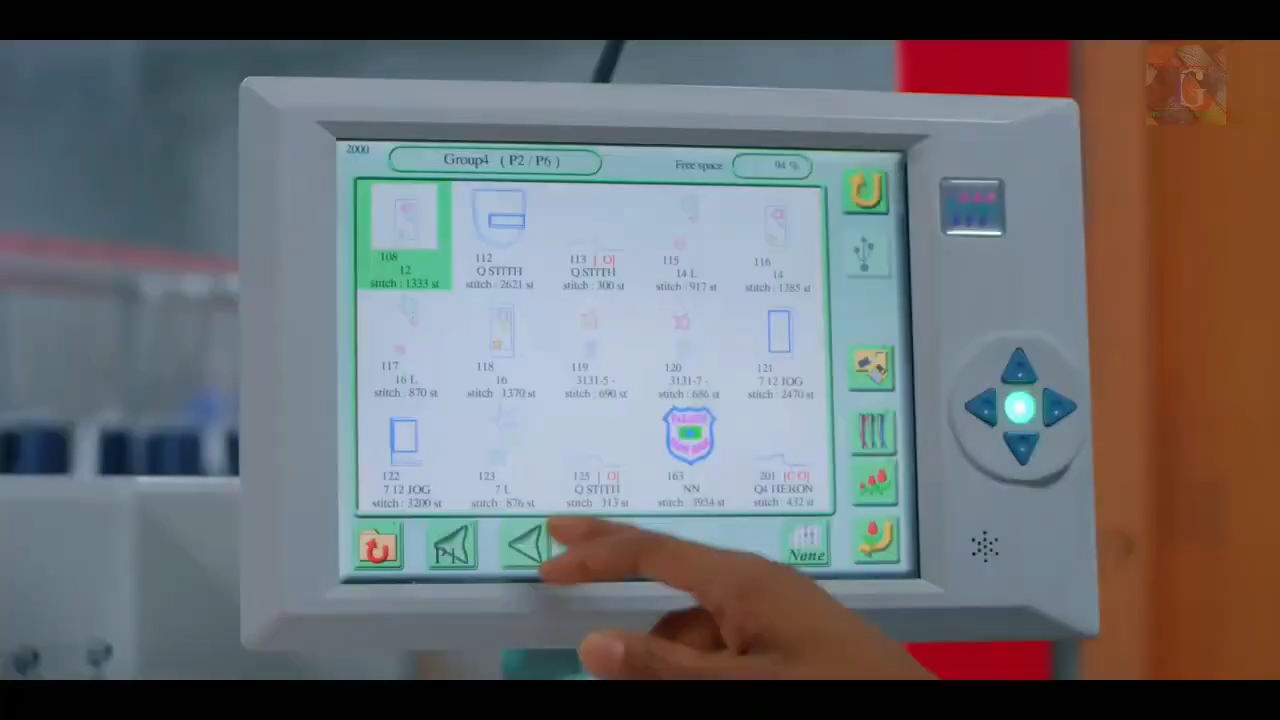 G
2000 Group4 ( P2 / P6 ) Free space 94 %
108 112 113 | O| 115 116
12 Q STITH Q STITH 14 L 14
stitch : 1333 st stitch : 2621 st stitch : 300 st stitch : 917 st stitch : 1385 st
117 118 119 120 121
16 L 16 3131-5 - 3131-7 - 7 12 JOG
stitch : 870 st stitch : 1370 st stitch : 690 st stitch : 686 st stitch : 2470 st
122 123 125 | O| 163 201 |C O|
7 12 JOG 7 L Q STITH NN Q4 HERON
stitch : 3200 st stitch : 876 st stitch : 313 st stitch : 3954 st stitch : 432 st
P1 None